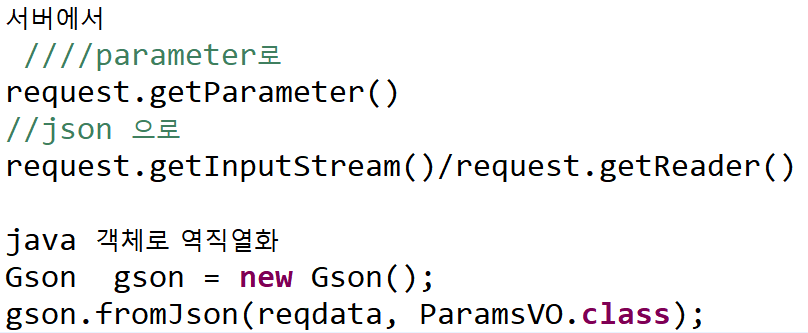 서버에서
////parameter로
request.getParameter()
//json 으로
request.getInputStream()/request.getReader()
java 객체로 역직열화
Gson  gson = new Gson();
gson.fromJson(reqdata, ParamsVO.class);